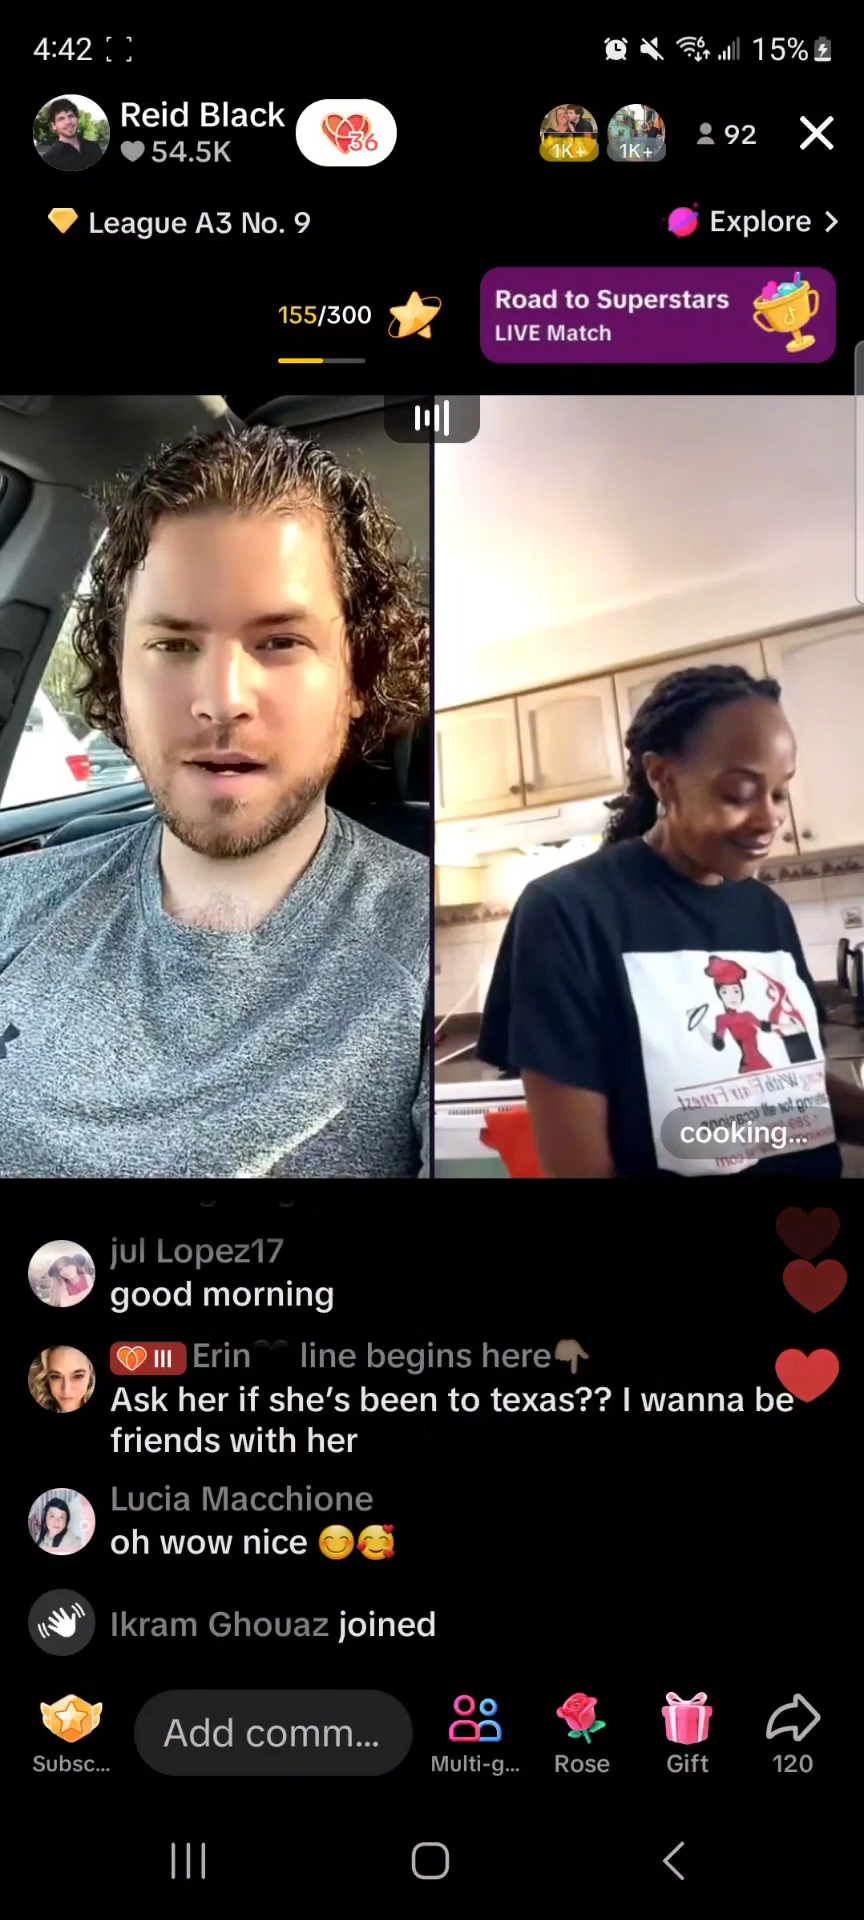 4:42
15%
Reid Black
54.5K
36
1K+
1K+
92
League A3 No. 9
Explore >
155/300
Road to Superstars
LIVE Match
cooking...
jul Lopez17
good morning
III Erin🖤 line begins here👇🏽
Ask her if she's been to texas?? I wanna be
friends with her
Lucia Macchione
oh wow nice 😊🥰
Ikram Ghouaz joined
Subsc...
Add comm...
Multi-g...
Rose
Gift
120